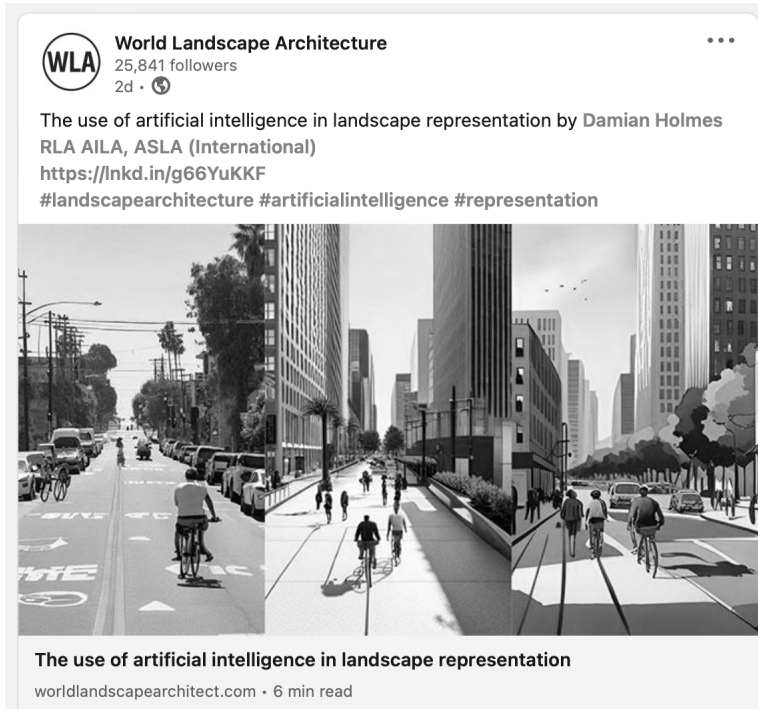 WLA
World Landscape Architecture
25,841 followers
2d •
The use of artificial intelligence in landscape representation by Damian Holmes
RLA AILA, ASLA (International)
https://lnkd.in/g66YuKKF
#landscapearchitecture #artificialintelligence #representation
The use of artificial intelligence in landscape representation
worldlandscapearchitect.com • 6 min read